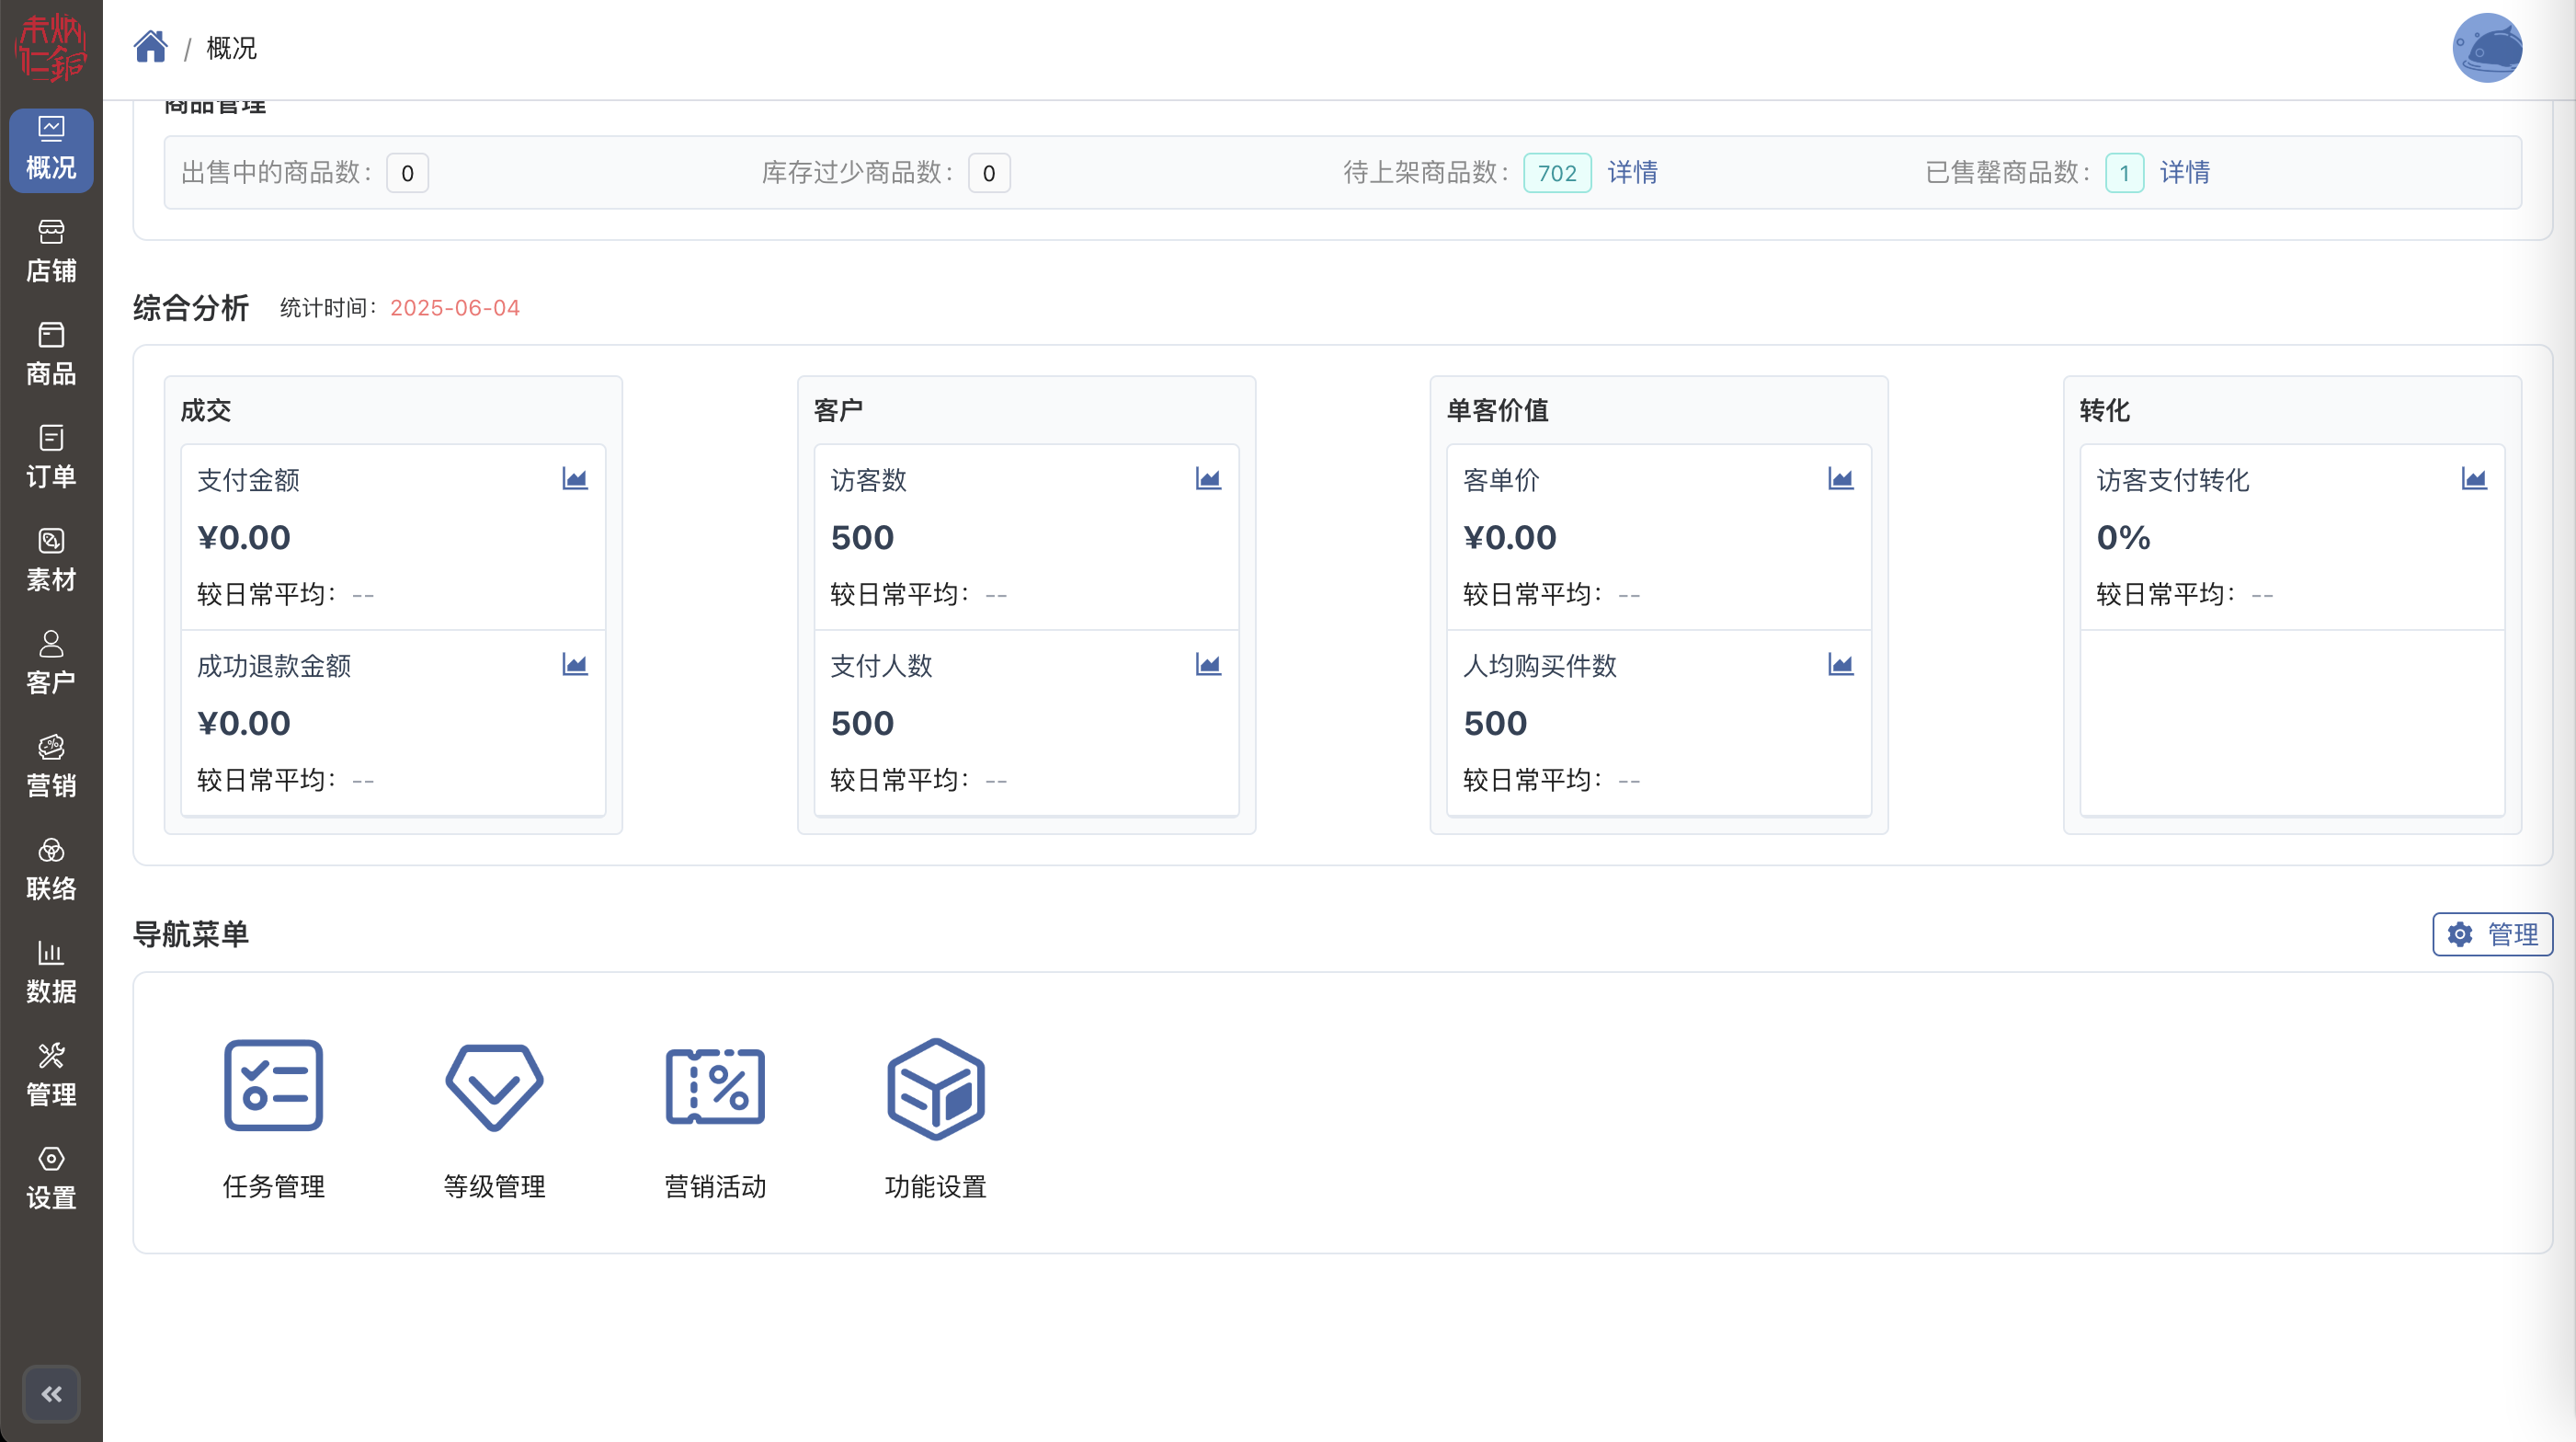 未炳
仁銅
概况
店铺
商品
订单
素材
客户
营销
联络
数据
管理
设置
/ 概况
商品管理
出售中的商品数： 0 库存过少商品数： 0 待上架商品数： 702 详情 已售罄商品数： 1 详情
综合分析 统计时间： 2025-06-04
成交
支付金额
¥0.00
较日常平均： --
成功退款金额
¥0.00
较日常平均： --
客户
访客数
500
较日常平均： --
支付人数
500
较日常平均： --
单客价值
客单价
¥0.00
较日常平均： --
人均购买件数
500
较日常平均： --
转化
访客支付转化
0%
较日常平均： --
导航菜单 管理
任务管理 等级管理 营销活动 功能设置